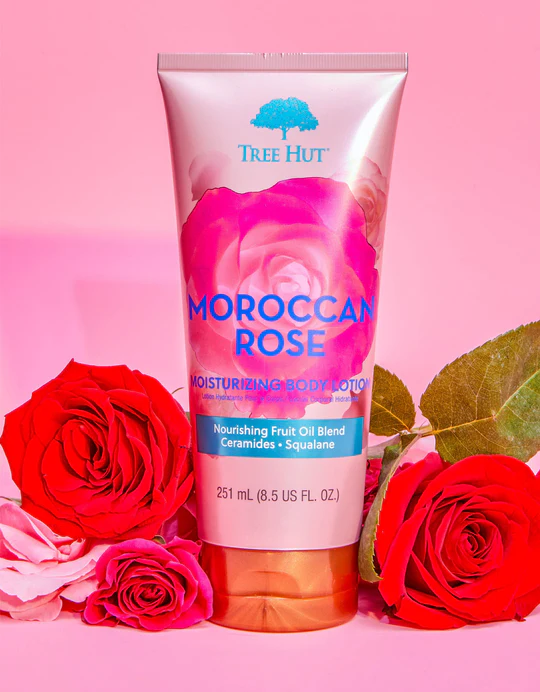 TREE HUT
MOROCCAN
ROSE
MOISTURIZING BODY LOTION
Nourishing Fruit Oil Blend
Ceramides • Squalane
251 mL (8.5 US FL. OZ.)